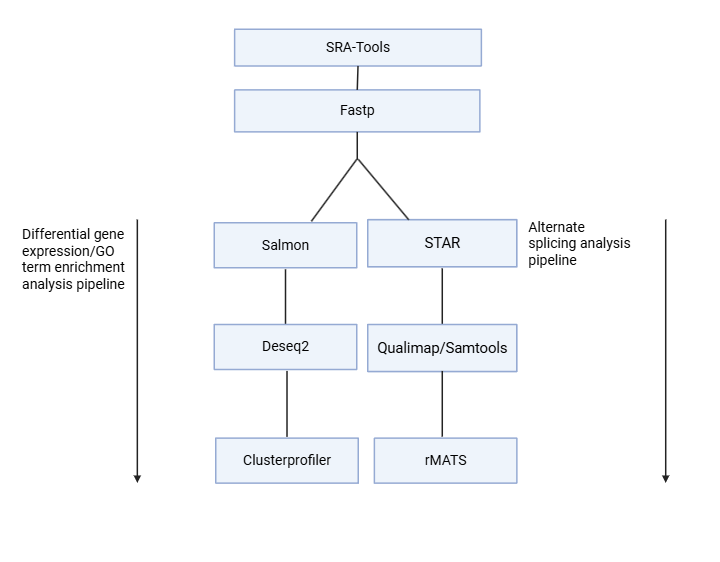 SRA-Tools
Fastp
Differential gene
expression/GO
term enrichment
analysis pipeline
Salmon
STAR
Alternate
splicing analysis
pipeline
Deseq2
Qualimap/Samtools
Clusterprofiler
rMATS